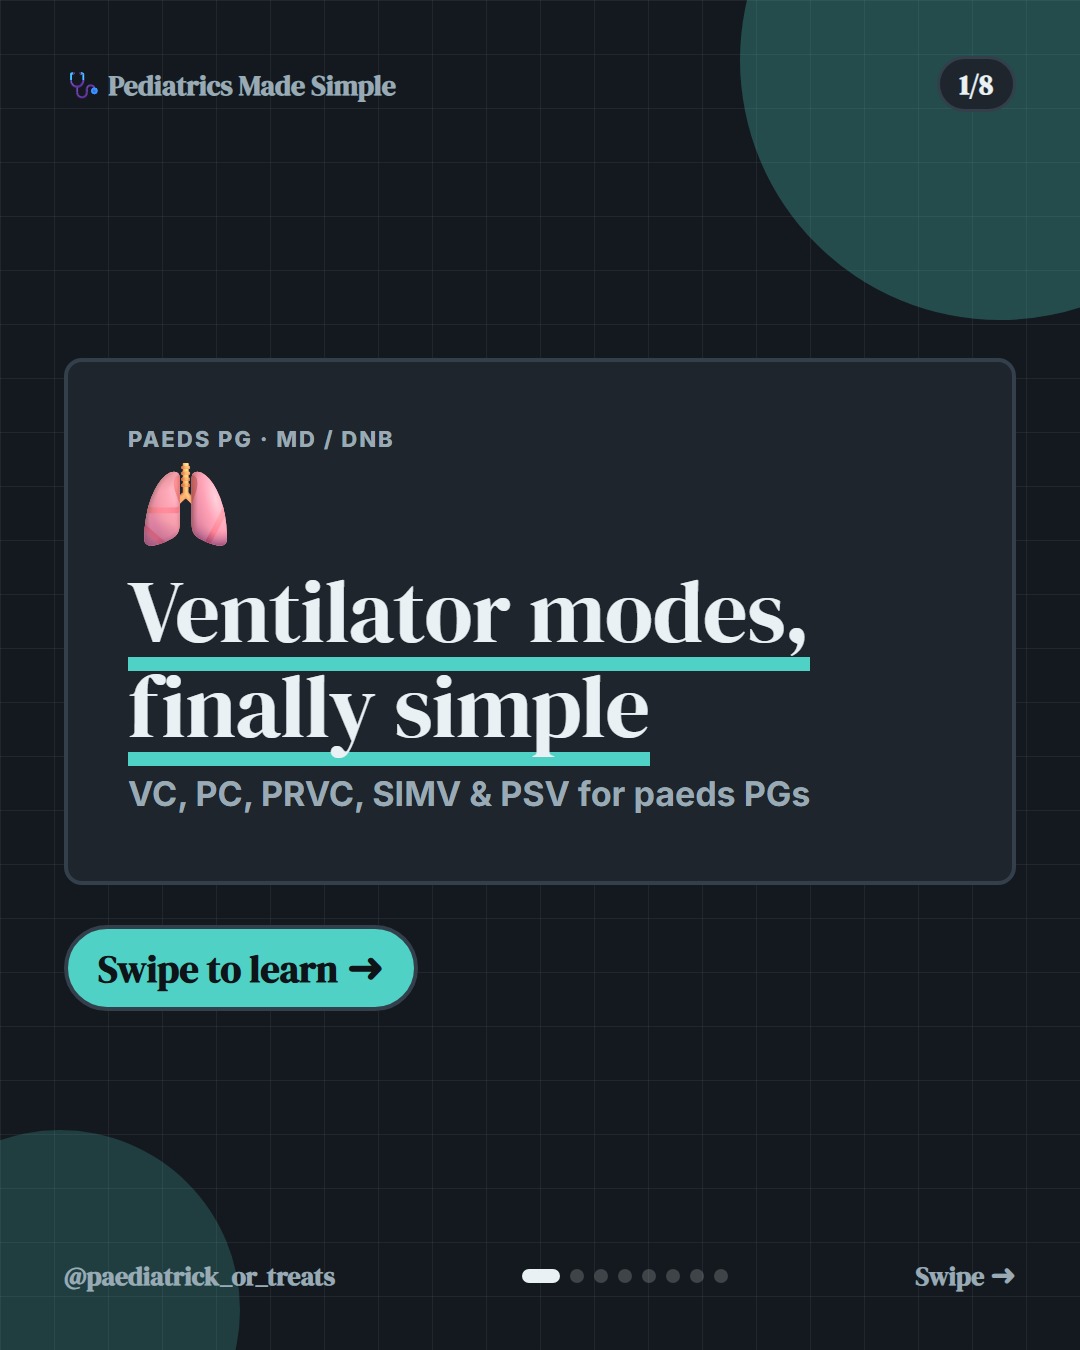 Pediatrics Made Simple
1/8
PAEDS PG · MD / DNB
Ventilator modes,
finally simple
VC, PC, PRVC, SIMV & PSV for paeds PGs
Swipe to learn ➜
@paediatrick_or_treats
Swipe ➜